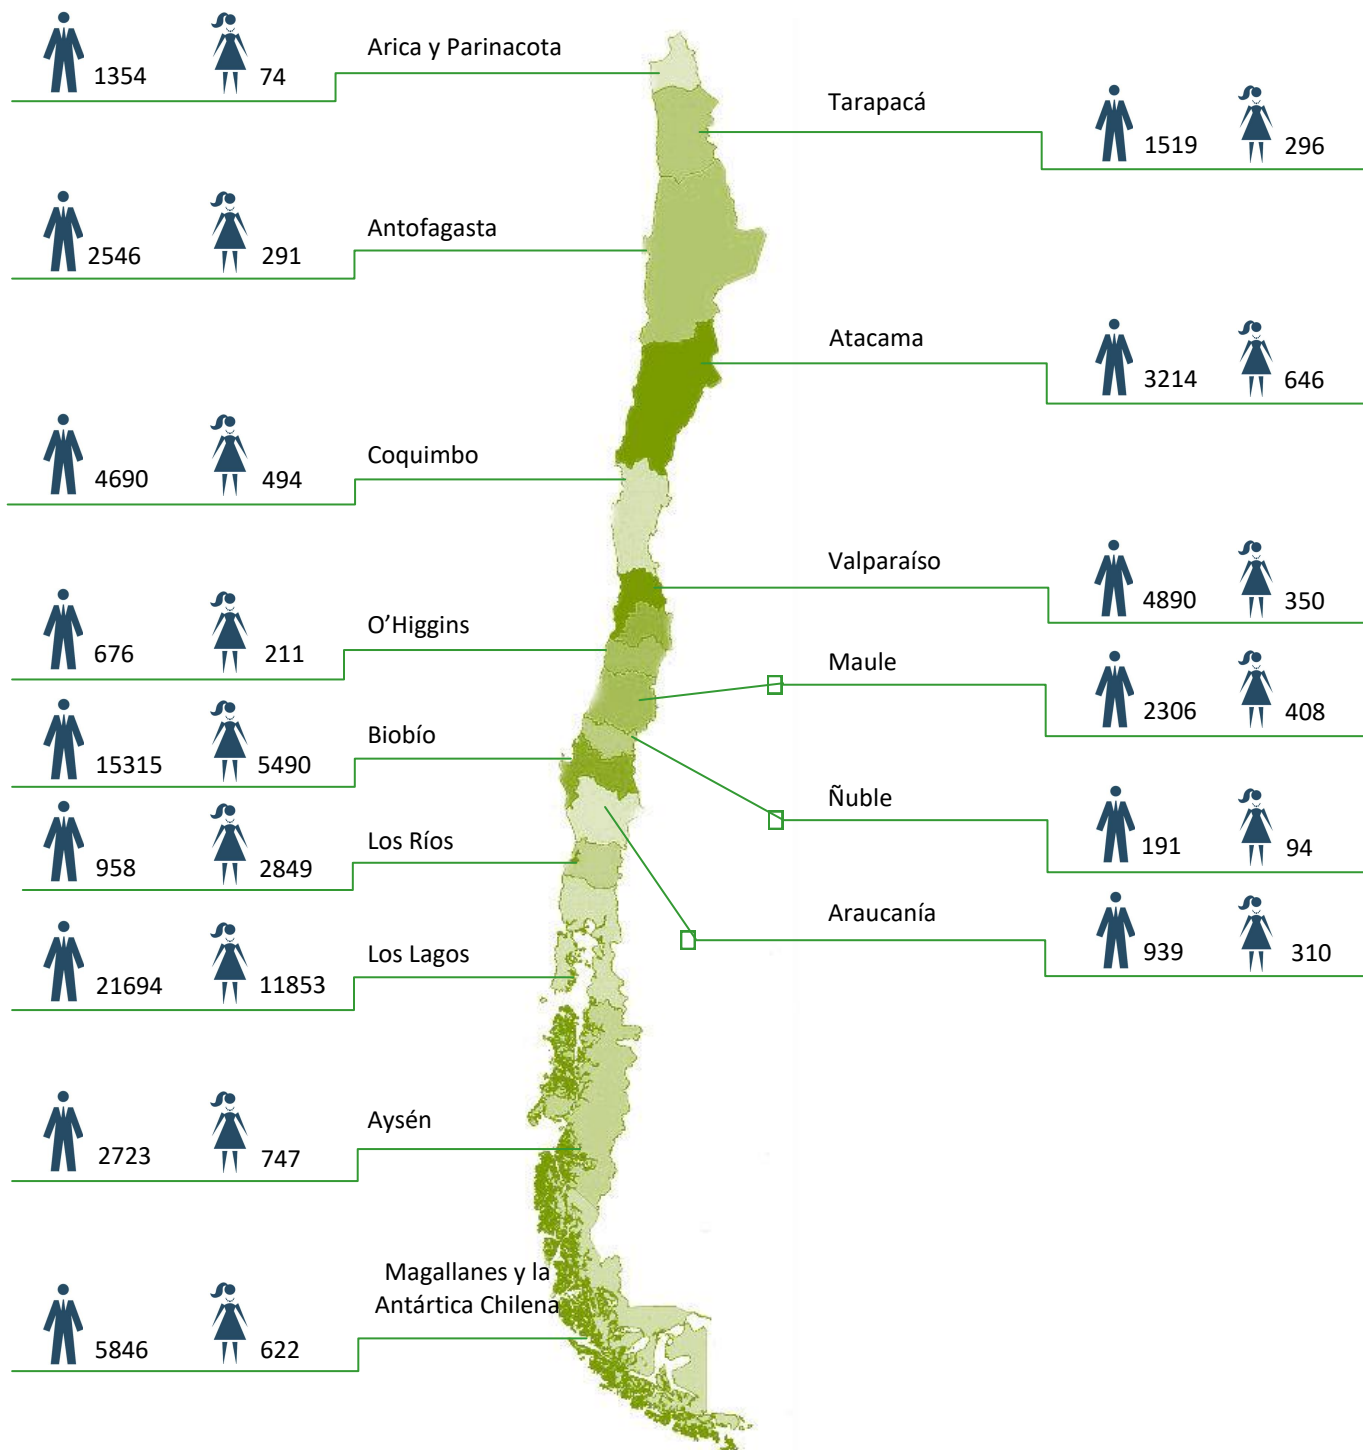 Arica y Parinacota
1354 74
Tarapacá
1519 296
Antofagasta
2546 291
Atacama
3214 646
Coquimbo
4690 494
Valparaíso
4890 350
O’Higgins
676 211
Maule
2306 408
Biobío
15315 5490
Ñuble
191 94
Los Ríos
958 2849
Araucanía
939 310
Los Lagos
21694 11853
Aysén
2723 747
Magallanes y la
Antártica Chilena
5846 622